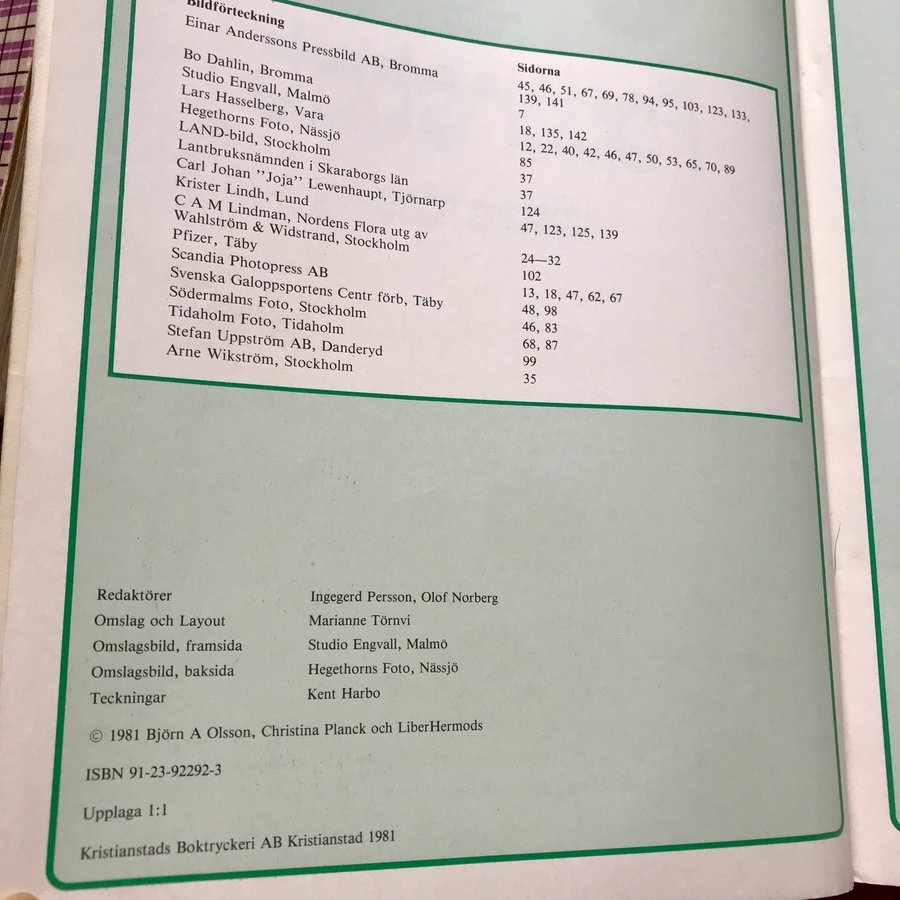 Bildförteckning Sidorna
Einar Anderssons Pressbild AB, Bromma 45, 46, 51, 67, 69, 78, 94, 95, 103, 123, 133,
139, 141
Bo Dahlin, Bromma 7
Studio Engvall, Malmö 18, 135, 142
Lars Hasselberg, Vara 12, 22, 40, 42, 46, 47, 50, 53, 65, 70, 89
Hegethorns Foto, Nässjö 85
LAND-bild, Stockholm 37
Lantbruksnämnden i Skaraborgs län 37
Carl Johan ''Joja'' Lewenhaupt, Tjörnarp 124
Krister Lindh, Lund 47, 123, 125, 139
C A M Lindman, Nordens Flora utg av
Wahlström & Widstrand, Stockholm 24—32
Pfizer, Täby 102
Scandia Photopress AB 13, 18, 47, 62, 67
Svenska Galoppsportens Centr förb, Täby 48, 98
Södermalms Foto, Stockholm 46, 83
Tidaholm Foto, Tidaholm 68, 87
Stefan Uppström AB, Danderyd 99
Arne Wikström, Stockholm 35
Redaktörer Ingegerd Persson, Olof Norberg
Omslag och Layout Marianne Törnvi
Omslagsbild, framsida Studio Engvall, Malmö
Omslagsbild, baksida Hegethorns Foto, Nässjö
Teckningar Kent Harbo
© 1981 Björn A Olsson, Christina Planck och LiberHermods
ISBN 91-23-92292-3
Upplaga 1:1
Kristianstads Boktryckeri AB Kristianstad 1981